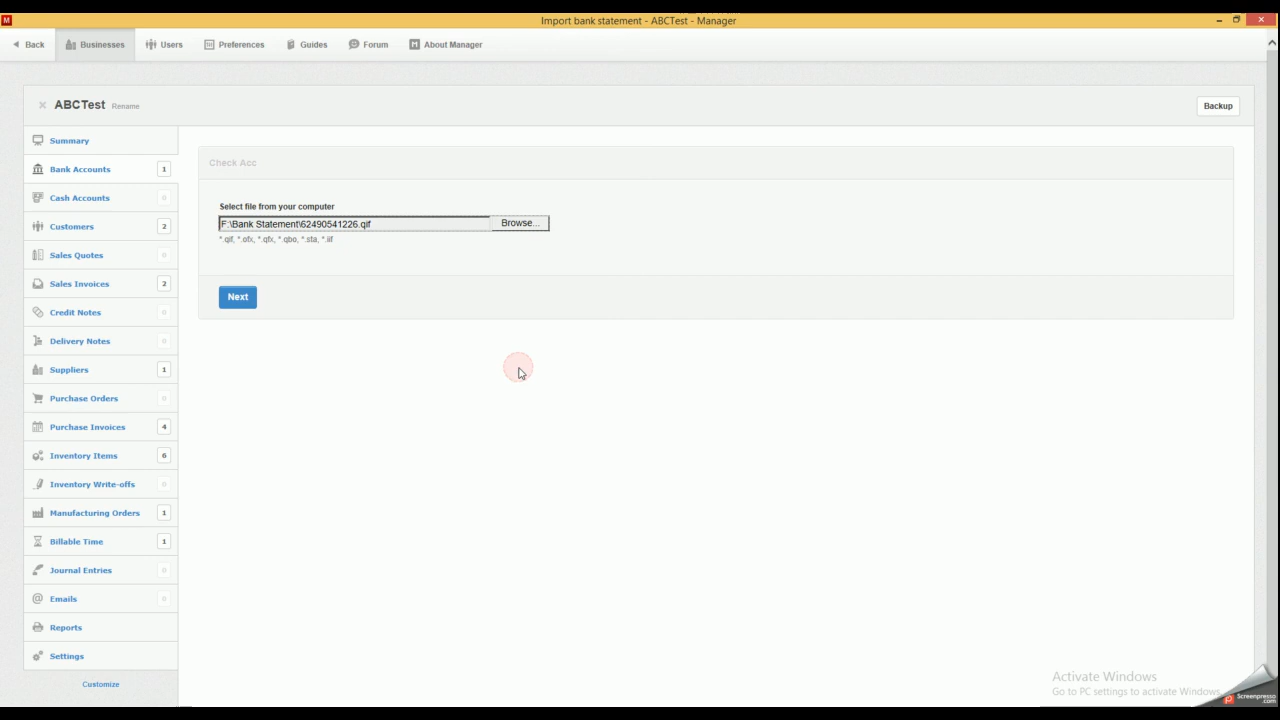 Import bank statement - ABCTest - Manager
Back Businesses Users Preferences Guides Forum About Manager
ABCTest Rename
Backup
Summary
Bank Accounts 1
Cash Accounts 0
Customers 2
Sales Quotes 0
Sales Invoices 2
Credit Notes 0
Delivery Notes 0
Suppliers 1
Purchase Orders 0
Purchase Invoices 4
Inventory Items 6
Inventory Write-offs 0
Manufacturing Orders 1
Billable Time 1
Journal Entries 0
Emails 0
Reports
Settings
Customize
Check Acc
Select file from your computer
F:\Bank Statement\62490541226.qif Browse...
*.qif, *.ofx, *.qfx, *.qbo, *.sta, *.iif
Next
Activate Windows
Go to PC settings to activate Windows.
Screenpresso
.com